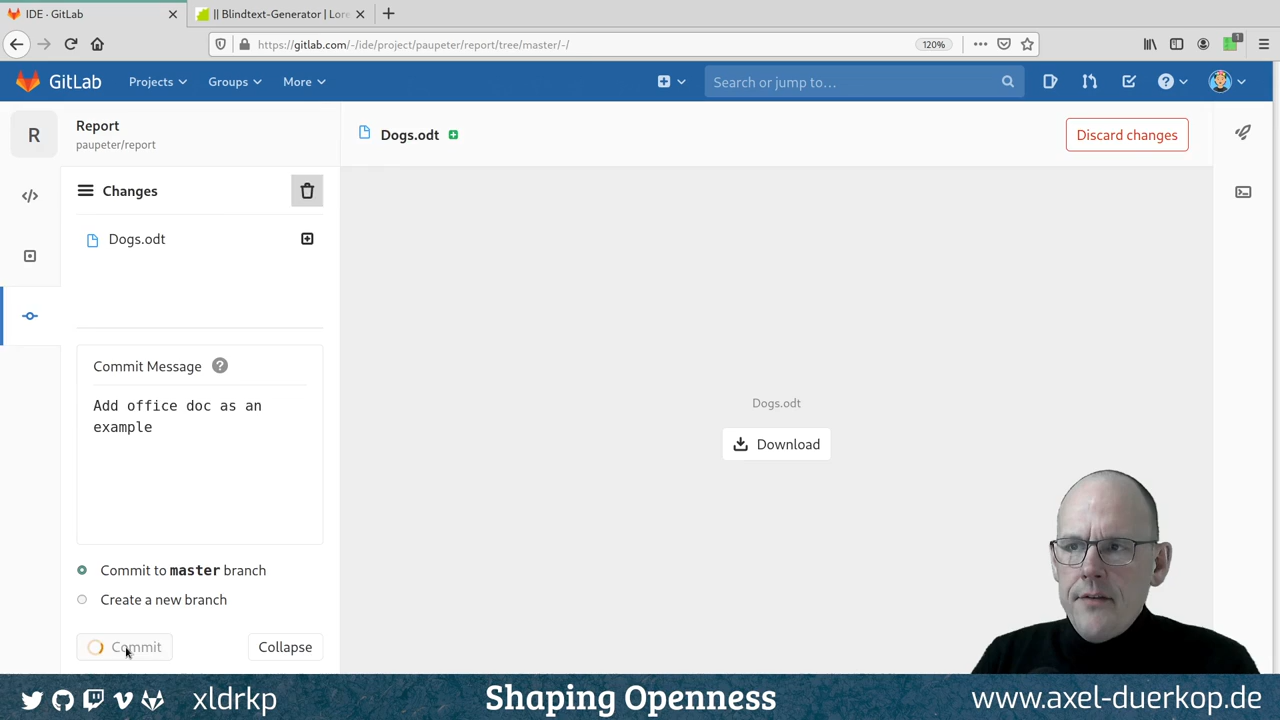 IDE · GitLab
|| Blindtext-Generator | Lore
https://gitlab.com/-/ide/project/paupeter/report/tree/master/-/
120%
1
GitLab
Projects
Groups
More
Search or jump to…
R
Report
paupeter/report
Dogs.odt
Discard changes
Changes
Dogs.odt
Commit Message
Add office doc as an
example
Dogs.odt
Download
Commit to master branch
Create a new branch
Commit
Collapse
xldrkp
Shaping Openness
www.axel-duerkop.de